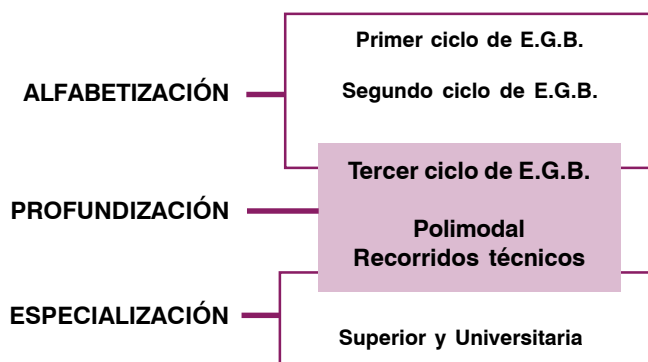 Primer ciclo de E.G.B.
ALFABETIZACIÓN
Segundo ciclo de E.G.B.
Tercer ciclo de E.G.B.
PROFUNDIZACIÓN
Polimodal
Recorridos técnicos
ESPECIALIZACIÓN
Superior y Universitaria